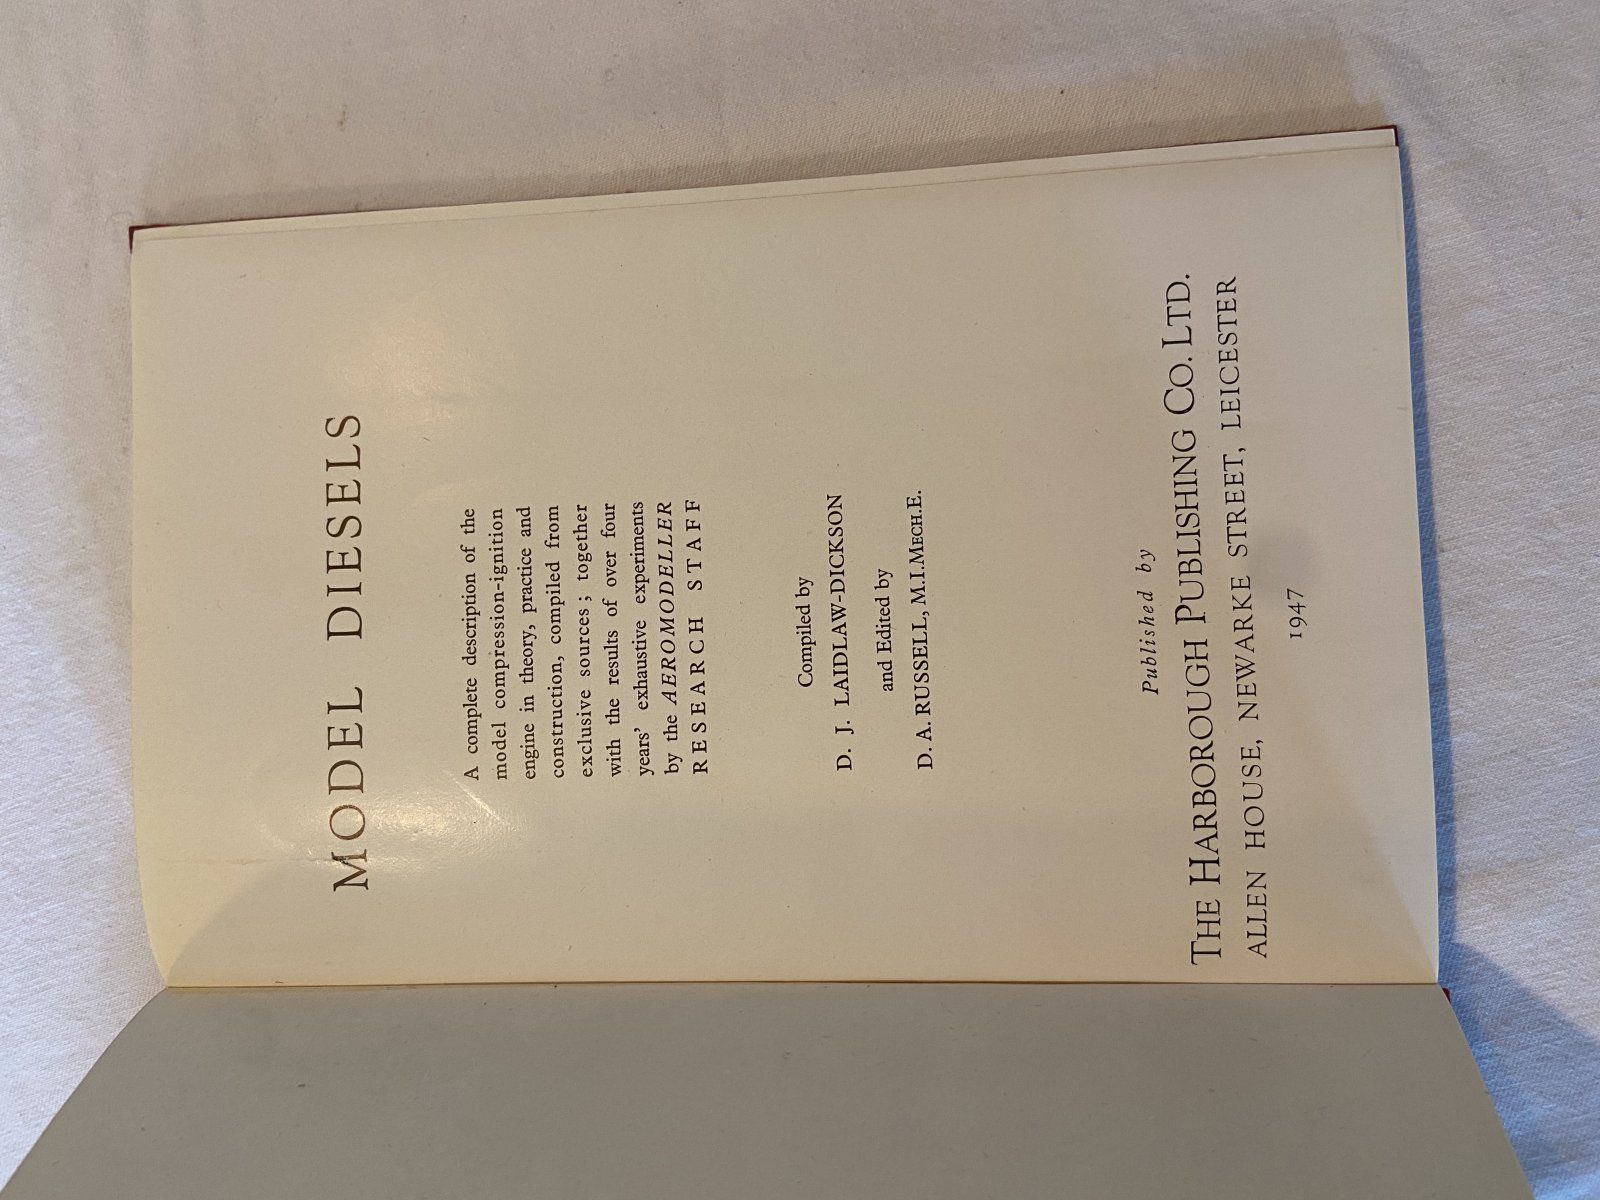 MODEL DIESELS
A complete description of the
model compression-ignition
engine in theory, practice and
construction, compiled from
exclusive sources; together
with the results of over four
years' exhaustive experiments
by the AEROMODELLER
RESEARCH STAFF
Compiled by
D. J. LAIDLAW-DICKSON
and Edited by
D. A. RUSSELL, M.I.MECH.E.
Published by
THE HARBOROUGH PUBLISHING CO. LTD.
ALLEN HOUSE, NEWARKE STREET, LEICESTER
1947